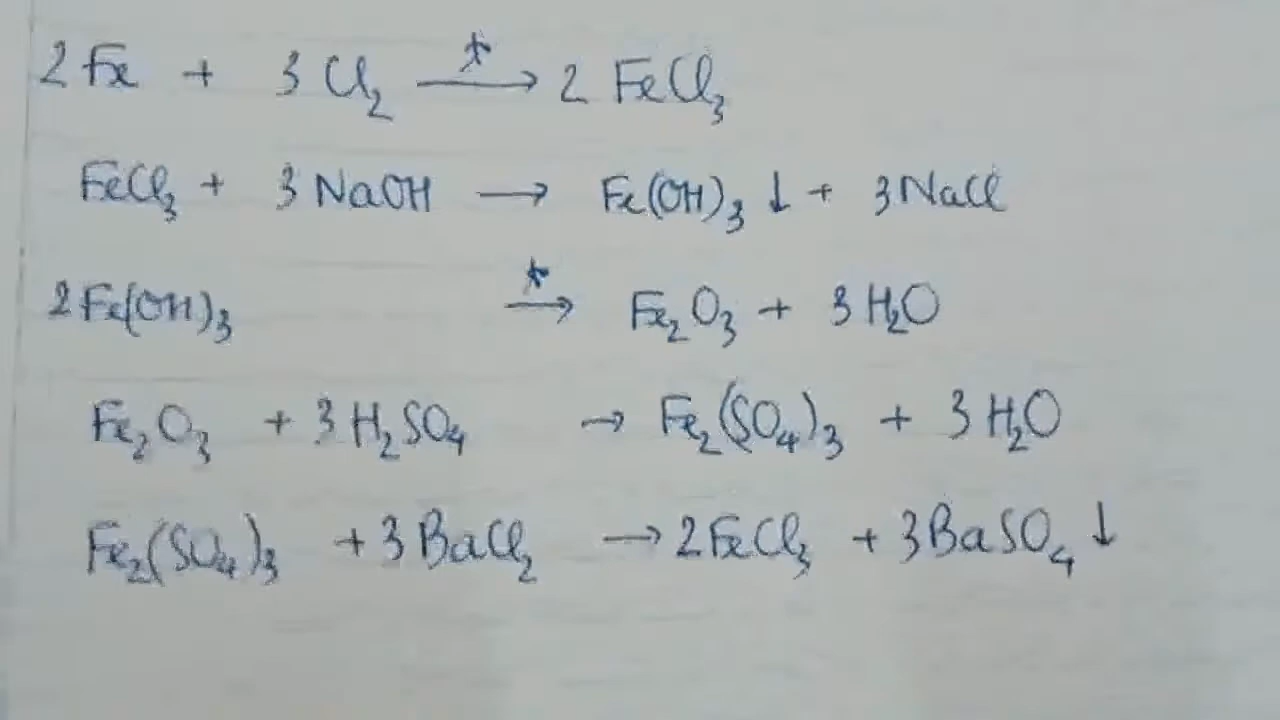 2Fe + 3Cl₂ →(t°) 2FeCl₃
FeCl₃ + 3NaOH → Fe(OH)₃↓ + 3NaCl
2Fe(OH)₃ →(t°) Fe₂O₃ + 3H₂O
Fe₂O₃ + 3H₂SO₄ → Fe₂(SO₄)₃ + 3H₂O
Fe₂(SO₄)₃ + 3BaCl₂ → 2FeCl₃ + 3BaSO₄↓